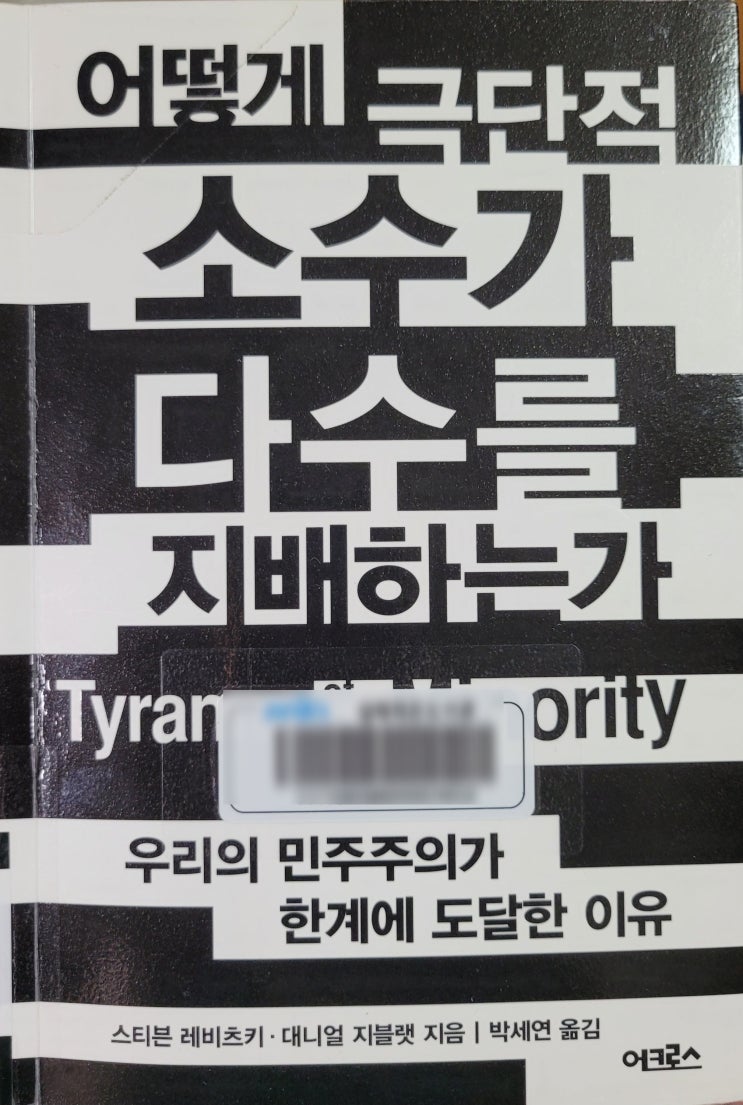 어떻게 극단적
소수가
다수를
지배하는가
우리의 민주주의가
한계에 도달한 이유
스티븐 레비츠키·대니얼 지블랫 지음 | 박세연 옮김
어크로스